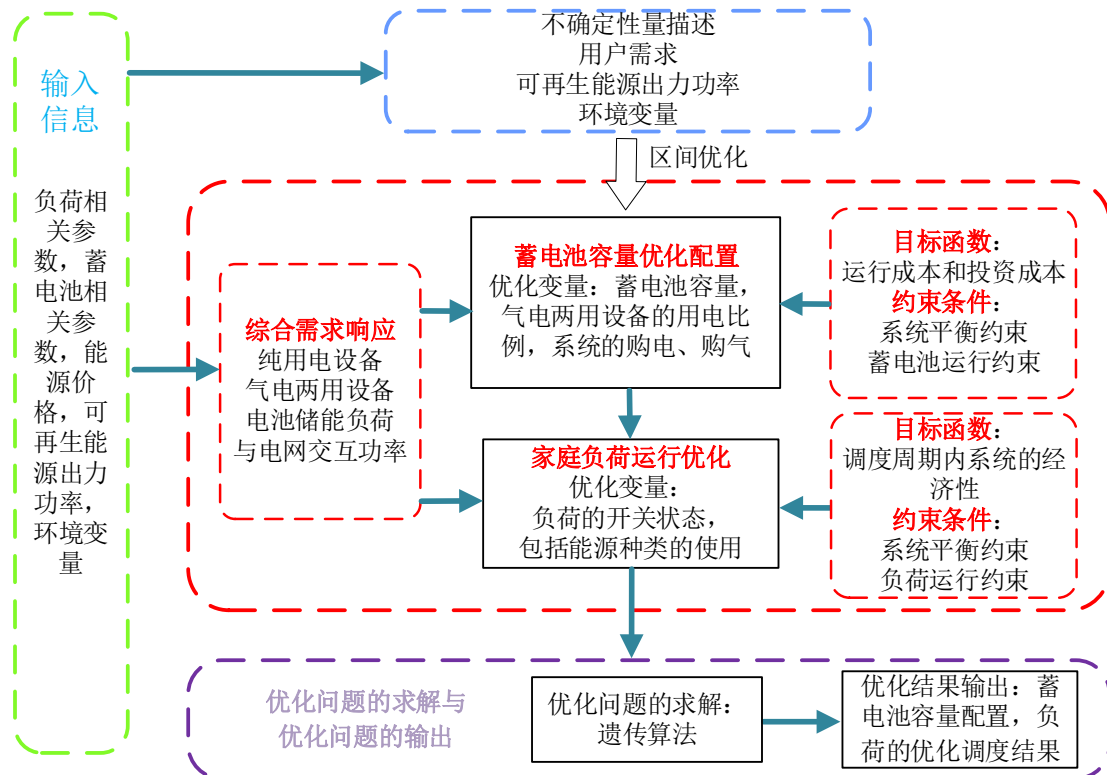 输入
信息
负荷相
关参
数，蓄
电池相
关参
数，能
源价
格，可
再生能
源出力
功率，
环境变
量
不确定性量描述
用户需求
可再生能源出力功率
环境变量
区间优化
综合需求响应
纯用电设备
气电两用设备
电池储能负荷
与电网交互功率
蓄电池容量优化配置
优化变量：蓄电池容量，
气电两用设备的用电比
例，系统的购电、购气
目标函数：
运行成本和投资成本
约束条件：
系统平衡约束
蓄电池运行约束
家庭负荷运行优化
优化变量：
负荷的开关状态，
包括能源种类的使用
目标函数：
调度周期内系统的经
济性
约束条件：
系统平衡约束
负荷运行约束
优化问题的求解与
优化问题的输出
优化问题的求解：
遗传算法
优化结果输出：蓄
电池容量配置，负
荷的优化调度结果